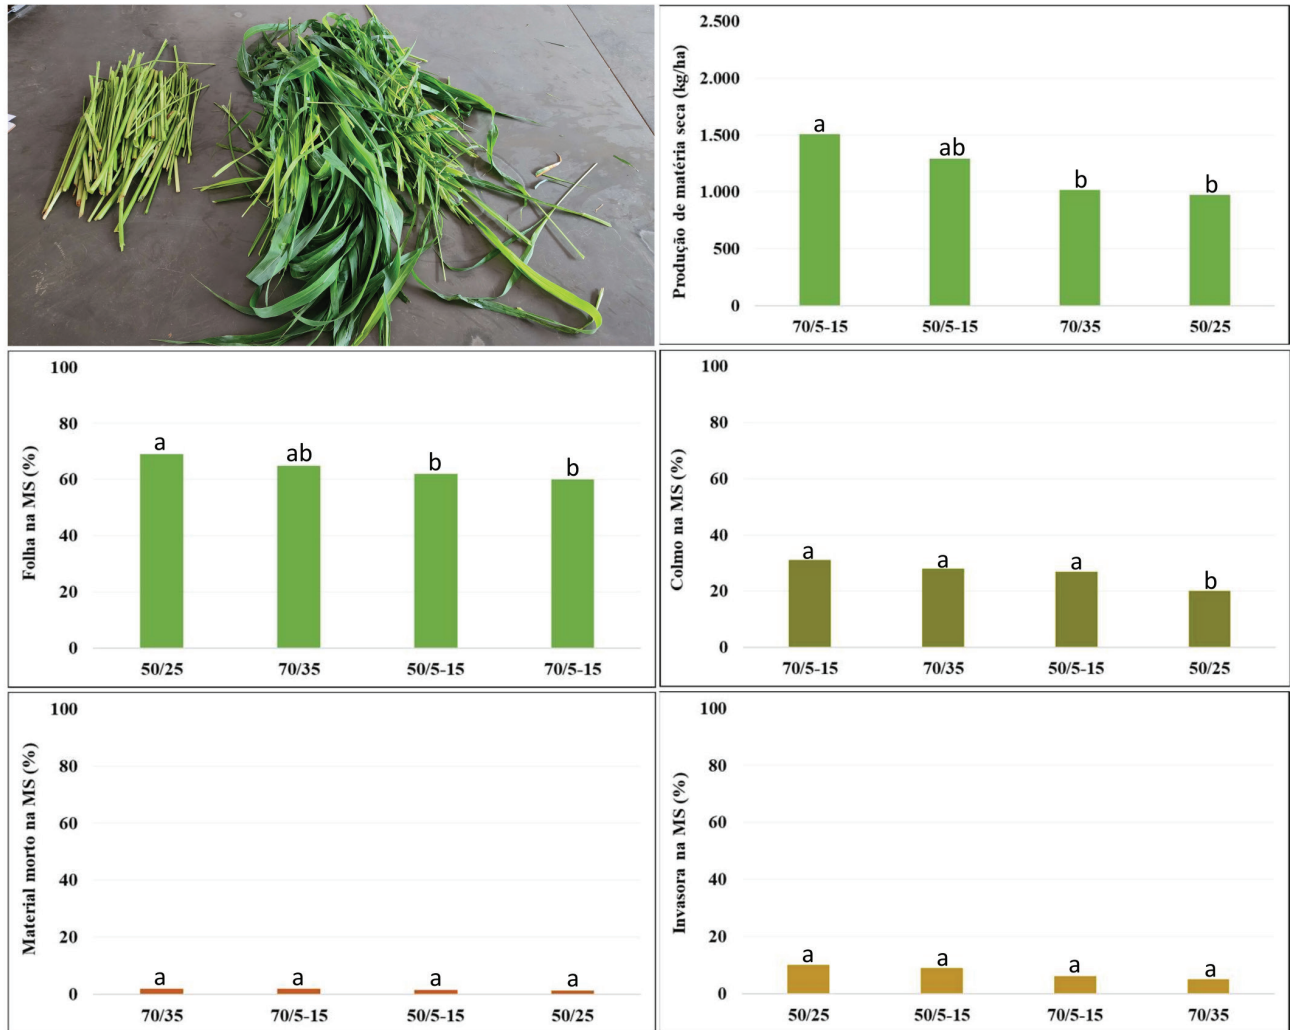 Produção de matéria seca (kg/ha)
2.500
2.000
1.500
1.000
500
0
a
ab
b
b
70/5-15
50/5-15
70/35
50/25
Folha na MS (%)
100
80
60
40
20
0
a
ab
b
b
50/25
70/35
50/5-15
70/5-15
Colmo na MS (%)
100
80
60
40
20
0
a
a
a
b
70/5-15
70/35
50/5-15
50/25
Material morto na MS (%)
100
80
60
40
20
0
a
a
a
a
70/35
70/5-15
50/5-15
50/25
Invasora na MS (%)
100
80
60
40
20
0
a
a
a
a
50/25
50/5-15
70/5-15
70/35